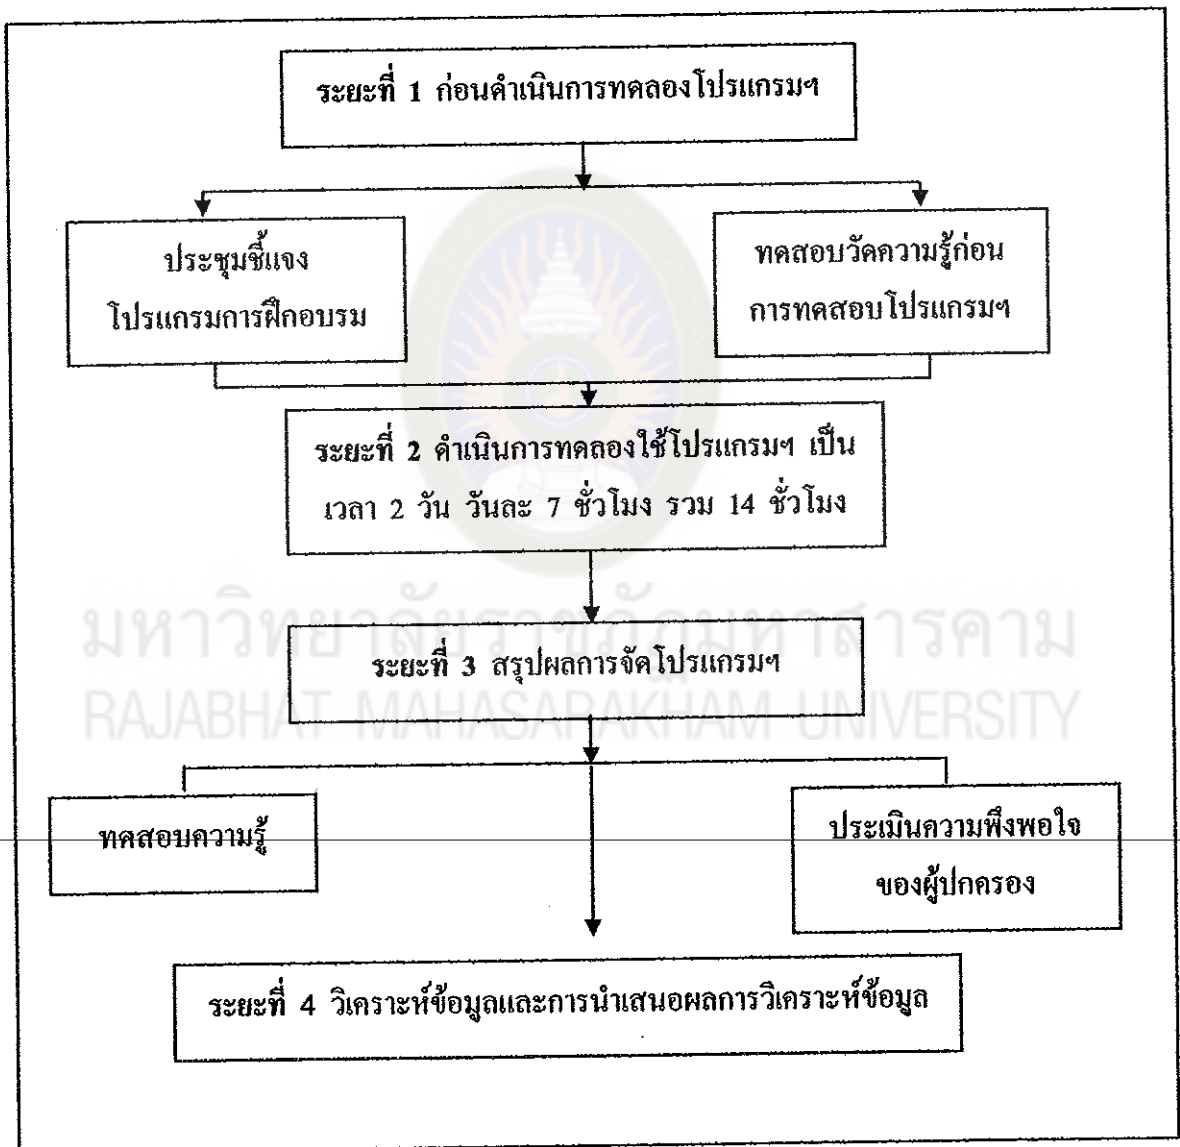 ระยะที่ 1 ก่อนดำเนินการทดลองโปรแกรมฯ
ประชุมชี้แจง
โปรแกรมการฝึกอบรม
ทดสอบวัดความรู้ก่อน
การทดสอบโปรแกรมฯ
ระยะที่ 2 ดำเนินการทดลองใช้โปรแกรมฯ เป็น
เวลา 2 วัน วันละ 7 ชั่วโมง รวม 14 ชั่วโมง
มหาวิทยาลัยราชภัฏมหาสารคาม
ระยะที่ 3 สรุปผลการจัดโปรแกรมฯ
RAJABHAT MAHASARAKHAM UNIVERSITY
ทดสอบความรู้
ประเมินความพึงพอใจ
ของผู้ปกครอง
ระยะที่ 4 วิเคราะห์ข้อมูลและการนำเสนอผลการวิเคราะห์ข้อมูล